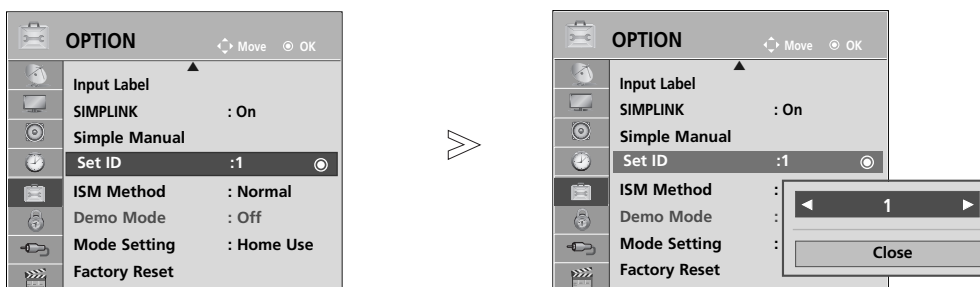 OPTION
Move OK
Input Label
SIMPLINK : On
Simple Manual
Set ID :1
ISM Method : Normal
Demo Mode : Off
Mode Setting : Home Use
Factory Reset
OPTION
Move OK
Input Label
SIMPLINK : On
Simple Manual
Set ID :1
ISM Method :
Demo Mode :
Mode Setting :
Factory Reset
1
Close